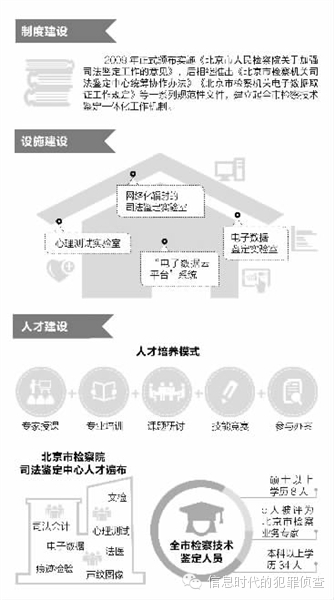 制度建设
2009年正式颁布实施《北京市人民检察院关于加强
司法鉴定工作的意见》，后相继推出《北京市检察机关司
法鉴定中心统筹协作办法》《北京市检察机关电子数据取
证工作规定》等一系列规范性文件，建立起全市检察技术
鉴定一体化工作机制。
设施建设
网络化辐射的
司法鉴定实验室
心理测试实验室
电子数据
鉴定实验室
“电子数据云
平台”系统
人才建设
人才培养模式
专家授课
专业培训
课题研讨
技能竞赛
参与办案
北京市检察院
司法鉴定中心人才遍布
文检
司法会计
心理测试
电子数据
法医
痕迹检验
声纹图像
全市检察技术
鉴定人员
硕士以上
学历8人
人被评为
北京市检察
业务专家
本科以上学
历34人
信息时代的犯罪侦查